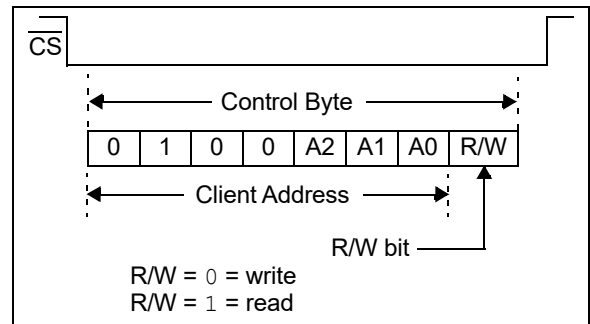 CS
Control Byte
0 1 0 0 A2 A1 A0 R/W
Client Address
R/W bit
R/W = 0 = write
R/W = 1 = read